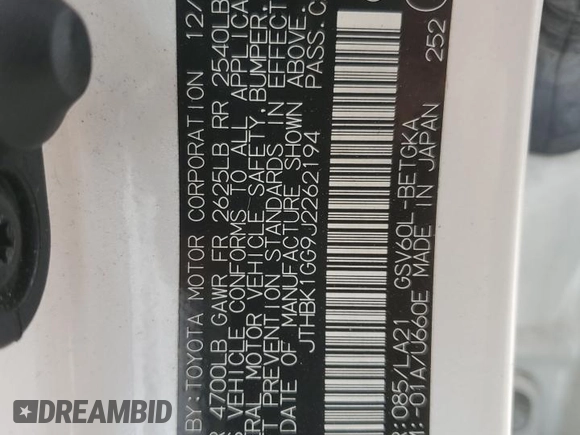 BY:TOYOTA MOTOR CORPORATION 12/
4700LB GAWR FR 2625LB RR 2540LB
VEHICLE CONFORMS TO ALL APPLICA
MOTOR VEHICLE SAFETY, BUMPER,
PREVENTION STANDARDS IN EFFECT
DATE OF MANUFACTURE SHOWN ABOVE.
JTHBK1GG9J2262194 PASS.CA
:085/LA21 GSV60L-BETGKA
:-01A/U660E MADE IN JAPAN 252
DREAMBID